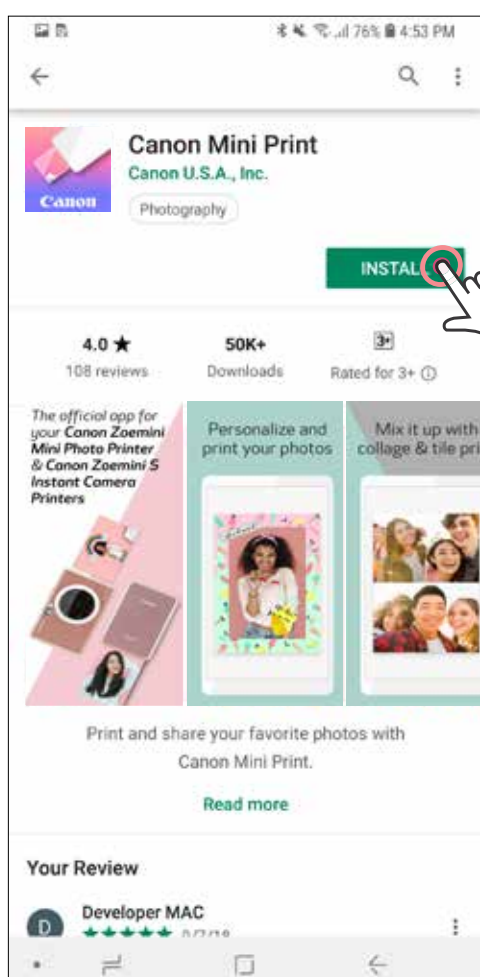 76% 4:53 PM
Canon Mini Print
Canon U.S.A., Inc.
Canon
Photography
INSTALL
4.0 ★
50K+
3+
108 reviews
Downloads
Rated for 3+
The official app for
your Canon Zoemini
Mini Photo Printer
& Canon Zoemini S
Instant Camera
Printers
Personalize and
print your photos
Mix it up with
collage & tile pri
Print and share your favorite photos with
Canon Mini Print.
Read more
Your Review
D
Developer MAC